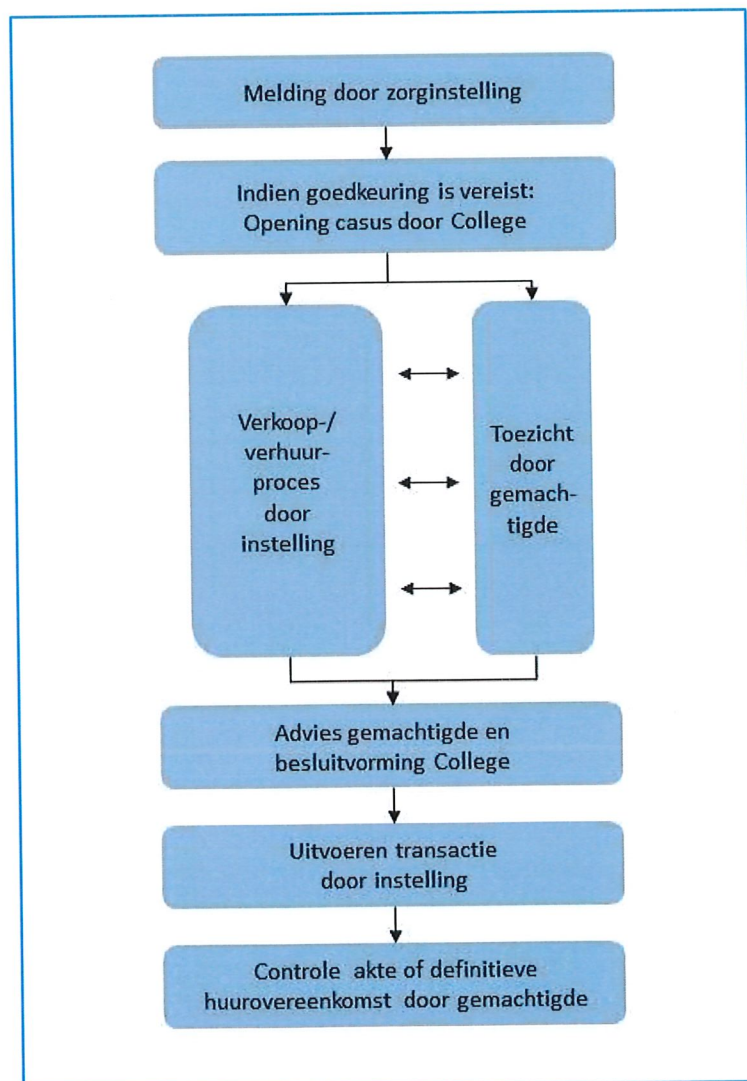 Melding door zorginstelling
Indien goedkeuring is vereist:
Opening casus door College
Verkoop-/
verhuur-
proces
door
instelling
Toezicht
door
gemach-
tigde
Advies gemachtigde en
besluitvorming College
Uitvoeren transactie
door instelling
Controle akte of definitieve
huurovereenkomst door gemachtigde